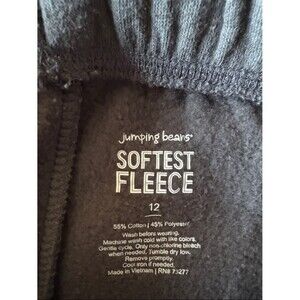 jumping beans®
SOFTEST
FLEECE
12
55% Cotton | 45% Polyester
Wash before wearing.
Machine wash cold with like colors.
Gentle cycle. Only non-chlorine bleach
when needed. Tumble dry low.
Remove promptly.
Cool iron if needed.
Made in Vietnam | RN# 73277